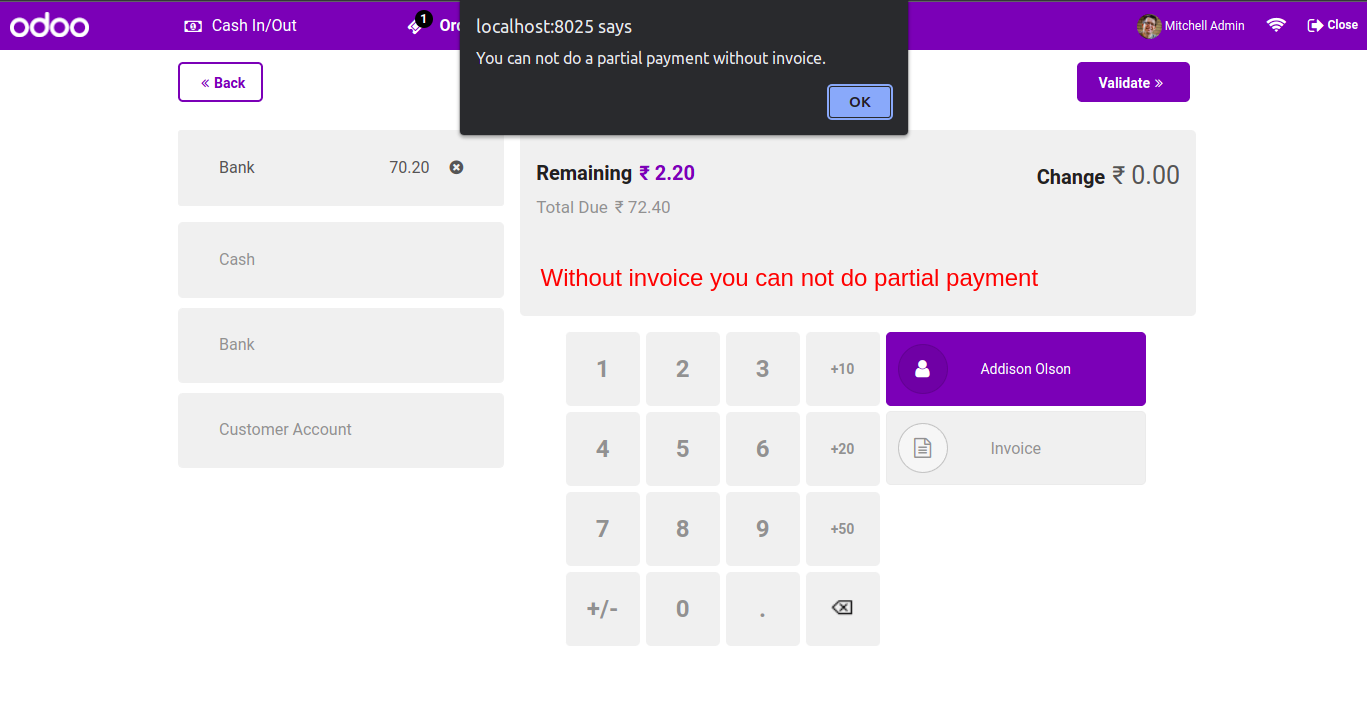 odoo
Cash In/Out
1
Orc
localhost:8025 says
You can not do a partial payment without invoice.
OK
Mitchell Admin
Close
« Back
Validate »
Bank 70.20
Cash
Bank
Customer Account
Remaining ₹ 2.20
Change ₹ 0.00
Total Due ₹ 72.40
Without invoice you can not do partial payment
1 2 3 +10
4 5 6 +20
7 8 9 +50
+/- 0 .
Addison Olson
Invoice